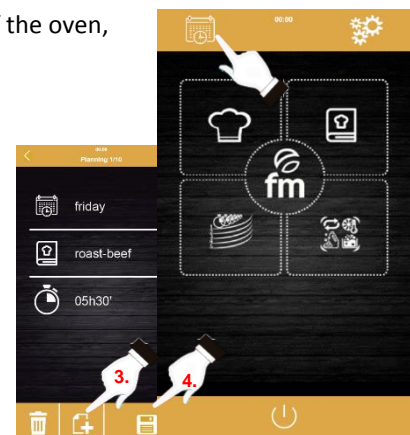 the oven,
00:00
fm
00:00
Planning 1/10
friday
roast-beef
05h30'
3.
4.